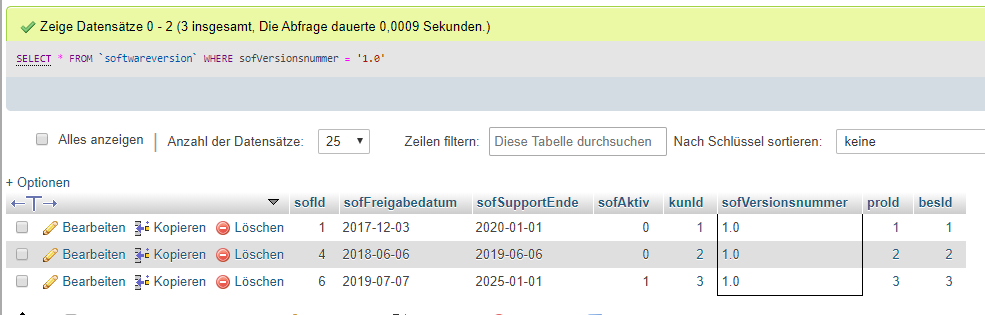 Zeige Datensätze 0 - 2 (3 insgesamt, Die Abfrage dauerte 0,0009 Sekunden.)
SELECT * FROM `softwareversion` WHERE sofVersionsnummer = '1.0'
Alles anzeigen | Anzahl der Datensätze: 25 Zeilen filtern: Diese Tabelle durchsuchen Nach Schlüssel sortieren: keine
+ Optionen
←T→ sofId sofFreigabedatum sofSupportEnde sofAktiv kunId sofVersionsnummer proId besId
Bearbeiten Kopieren Löschen 1 2017-12-03 2020-01-01 0 1 1.0 1 1
Bearbeiten Kopieren Löschen 4 2018-06-06 2019-06-06 0 2 1.0 2 2
Bearbeiten Kopieren Löschen 6 2019-07-07 2025-01-01 1 3 1.0 3 3